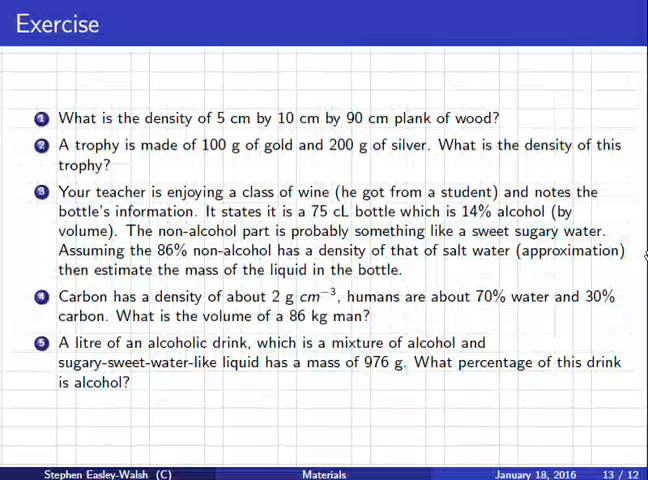 Exercise
1 What is the density of 5 cm by 10 cm by 90 cm plank of wood?
2 A trophy is made of 100 g of gold and 200 g of silver. What is the density of this
trophy?
3 Your teacher is enjoying a class of wine (he got from a student) and notes the
bottle's information. It states it is a 75 cL bottle which is 14% alcohol (by
volume). The non-alcohol part is probably something like a sweet sugary water.
Assuming the 86% non-alcohol has a density of that of salt water (approximation)
then estimate the mass of the liquid in the bottle.
4 Carbon has a density of about 2 g cm⁻³, humans are about 70% water and 30%
carbon. What is the volume of a 86 kg man?
5 A litre of an alcoholic drink, which is a mixture of alcohol and
sugary-sweet-water-like liquid has a mass of 976 g. What percentage of this drink
is alcohol?
Stephen Easley-Walsh (C) Materials January 18, 2016 13 / 12